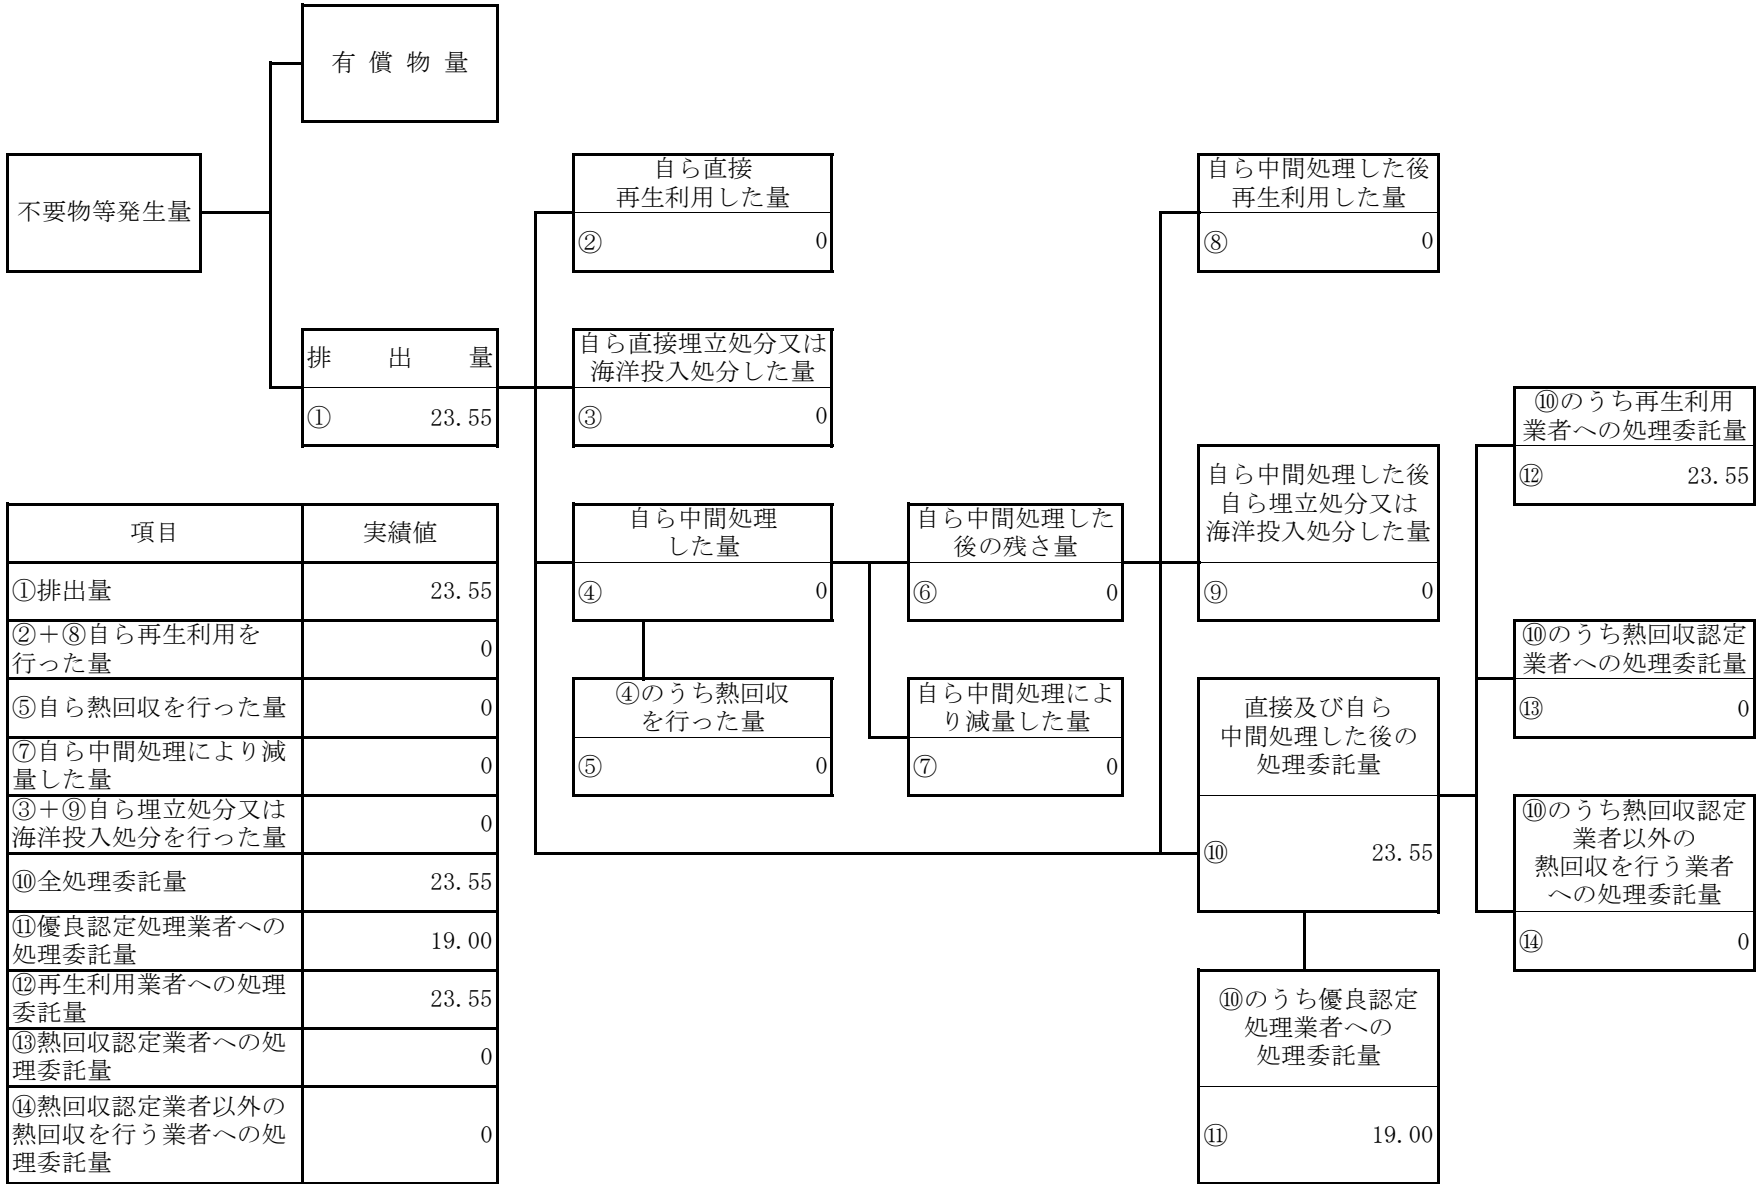 有償物量
不要物等発生量
自ら直接
再生利用した量
② 0
自ら中間処理した後
再生利用した量
⑧ 0
排出量
① 23.55
自ら直接埋立処分又は
海洋投入処分した量
③ 0
⑩のうち再生利用
業者への処理委託量
⑫ 23.55
自ら中間処理した後
自ら埋立処分又は
海洋投入処分した量
⑨ 0
自ら中間処理
した量
④ 0
自ら中間処理した
後の残さ量
⑥ 0
⑩のうち熱回収認定
業者への処理委託量
⑬ 0
④のうち熱回収
を行った量
⑤ 0
自ら中間処理によ
り減量した量
⑦ 0
直接及び自ら
中間処理した後の
処理委託量
⑩ 23.55
⑩のうち熱回収認定
業者以外の
熱回収を行う業者
への処理委託量
⑭ 0
⑩のうち優良認定
処理業者への
処理委託量
⑪ 19.00
項目 実績値
①排出量 23.55
②+⑧自ら再生利用を
行った量 0
⑤自ら熱回収を行った量 0
⑦自ら中間処理により減
量した量 0
③+⑨自ら埋立処分又は
海洋投入処分を行った量 0
⑩全処理委託量 23.55
⑪優良認定処理業者への
処理委託量 19.00
⑫再生利用業者への処理
委託量 23.55
⑬熱回収認定業者への処
理委託量 0
⑭熱回収認定業者以外の
熱回収を行う業者への処 0
理委託量